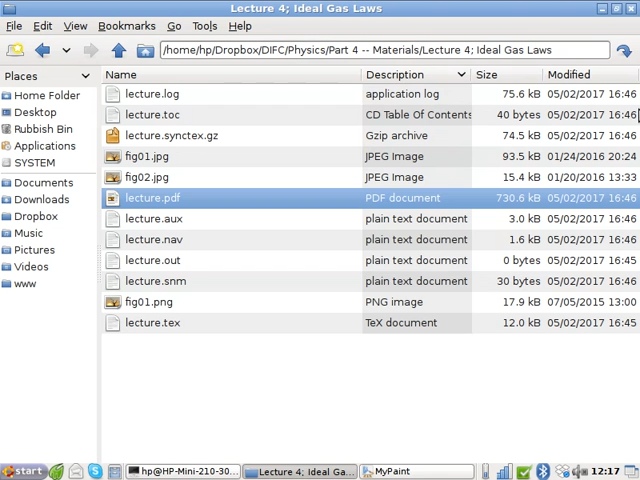 Lecture 4; Ideal Gas Laws
File Edit View Bookmarks Go Tools Help
/home/hp/Dropbox/DIFC/Physics/Part 4 -- Materials/Lecture 4; Ideal Gas Laws
Places
Home Folder
Desktop
Rubbish Bin
Applications
SYSTEM
Documents
Downloads
Dropbox
Music
Pictures
Videos
www
Name Description Size Modified
lecture.log application log 75.6 kB 05/02/2017 16:46
lecture.toc CD Table Of Contents 40 bytes 05/02/2017 16:46
lecture.synctex.gz Gzip archive 74.5 kB 05/02/2017 16:46
fig01.jpg JPEG Image 93.5 kB 01/24/2016 20:24
fig02.jpg JPEG Image 15.4 kB 01/20/2016 13:33
lecture.pdf PDF document 730.6 kB 05/02/2017 16:46
lecture.aux plain text document 3.0 kB 05/02/2017 16:46
lecture.nav plain text document 1.6 kB 05/02/2017 16:46
lecture.out plain text document 0 bytes 05/02/2017 16:45
lecture.snm plain text document 30 bytes 05/02/2017 16:46
fig01.png PNG image 17.9 kB 07/05/2015 13:00
lecture.tex TeX document 12.0 kB 05/02/2017 16:45
start hp@HP-Mini-210-30... Lecture 4; Ideal Ga... MyPaint 12:17